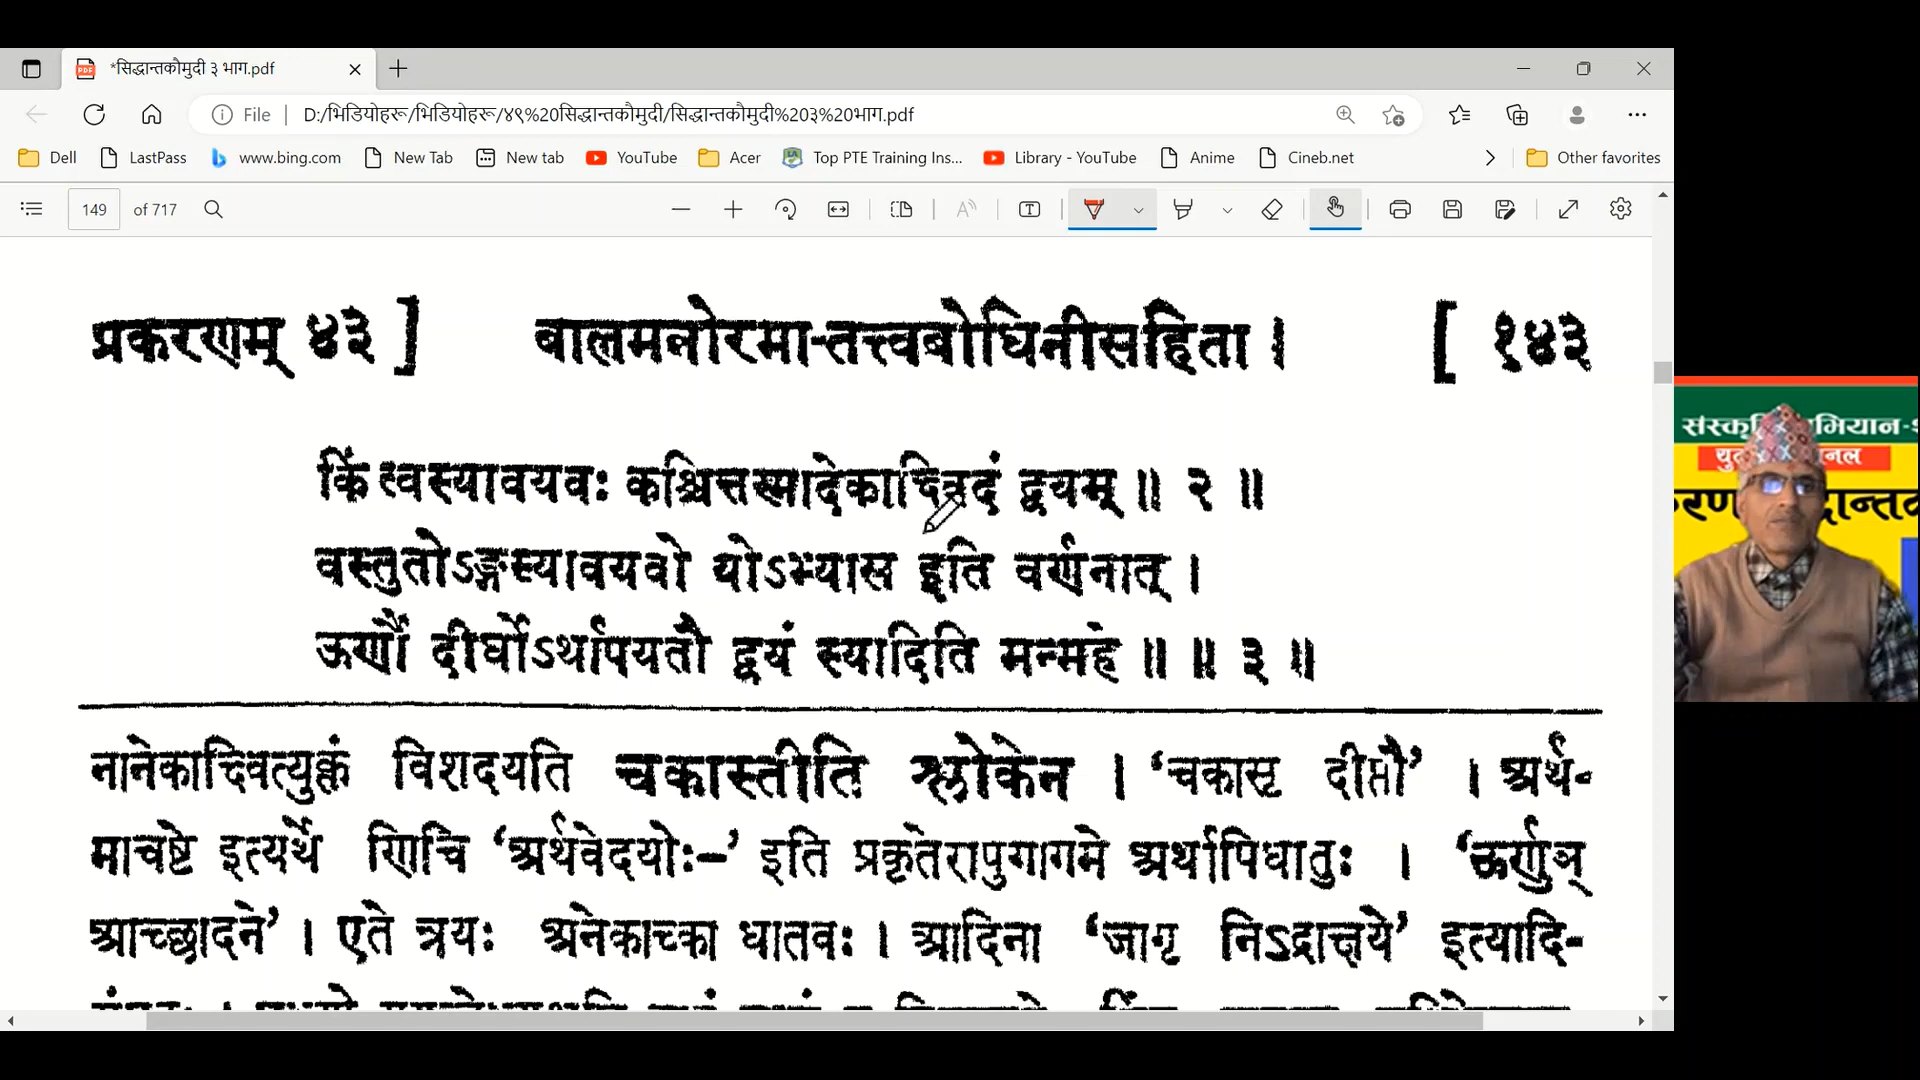 *सिद्धान्तकौमुदी ३ भाग.pdf
File | D:/भिडियोहरू/भिडियोहरू/४९%20सिद्धान्तकौमुदी/सिद्धान्तकौमुदी%20३%20भाग.pdf
Dell LastPass www.bing.com New Tab New tab YouTube Acer Top PTE Training Ins... Library - YouTube Anime Cineb.net Other favorites
149 of 717
प्रकरणम् ४३ ] बालमनोरमा-तत्त्वबोधिनीसहिता । [ १४३
किं त्वस्यावयवः कश्चित्तस्मादेकाच्त्विदं द्वयम् ॥ २ ॥
वस्तुतोऽङ्गस्यावयवो योऽभ्यास इति वर्णनात् ।
ऊर्णौ दीर्घोऽर्थापयतौ द्वयं स्यादिति मन्महे ॥ ॥ ३ ॥
नानेकाच्त्वित्युक्तं विशदयति चकास्तीति श्लोकेन । ‘चकासृ दीप्तौ’ । अर्थ-
माचष्टे इत्यर्थे णिचि ‘अर्थवेदयोः–’ इति प्रकृतेरापुगागमे अर्थापिधातुः । ‘ऊर्णुञ्
आच्छादने’ । एते त्रयः अनेकाच्का धातवः । आदिना ‘जागृ निऽद्राक्षये’ इत्यादि-